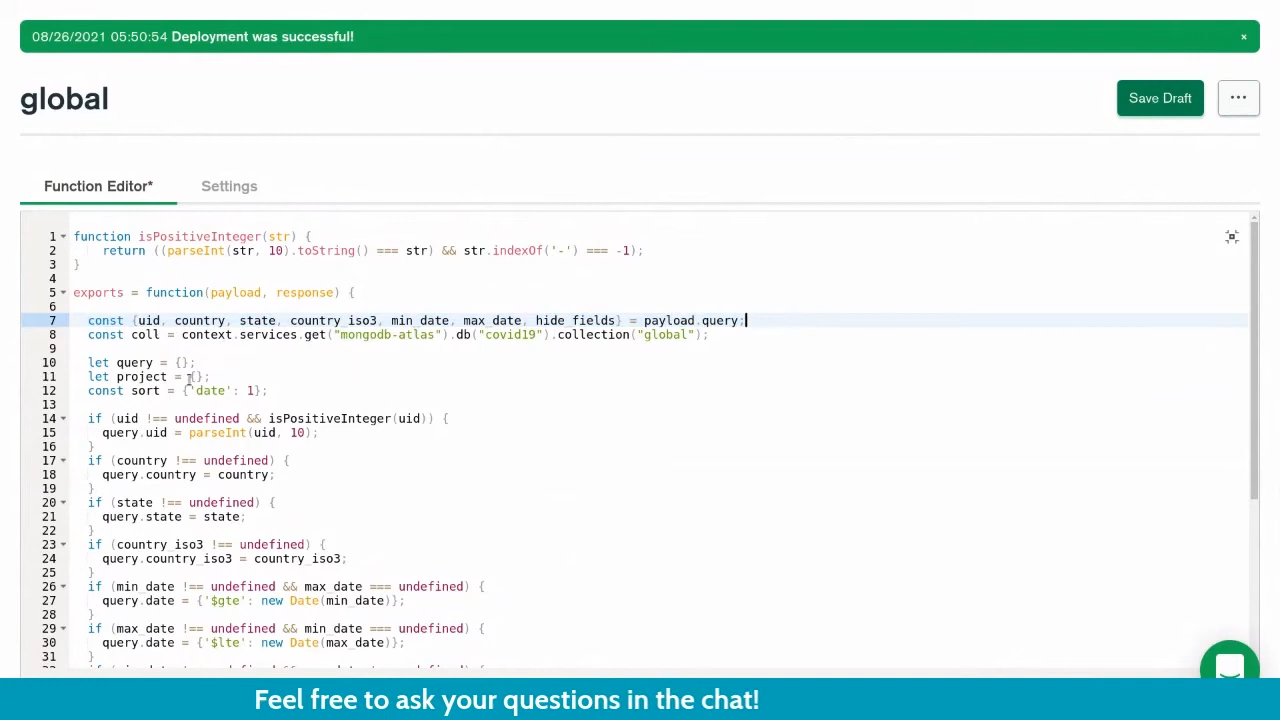 08/26/2021 05:50:54 Deployment was successful! ×
global
Save Draft ...
Function Editor* Settings
1 function isPositiveInteger(str) {
2 return ((parseInt(str, 10).toString() === str) && str.indexOf('-') === -1);
3 }
4
5 exports = function(payload, response) {
6
7 const {uid, country, state, country_iso3, min_date, max_date, hide_fields} = payload.query;
8 const coll = context.services.get("mongodb-atlas").db("covid19").collection("global");
9
10 let query = {};
11 let project = {};
12 const sort = {'date': 1};
13
14 if (uid !== undefined && isPositiveInteger(uid)) {
15 query.uid = parseInt(uid, 10);
16 }
17 if (country !== undefined) {
18 query.country = country;
19 }
20 if (state !== undefined) {
21 query.state = state;
22 }
23 if (country_iso3 !== undefined) {
24 query.country_iso3 = country_iso3;
25 }
26 if (min_date !== undefined && max_date === undefined) {
27 query.date = {'$gte': new Date(min_date)};
28 }
29 if (max_date !== undefined && min_date === undefined) {
30 query.date = {'$lte': new Date(max_date)};
31 }
Feel free to ask your questions in the chat!